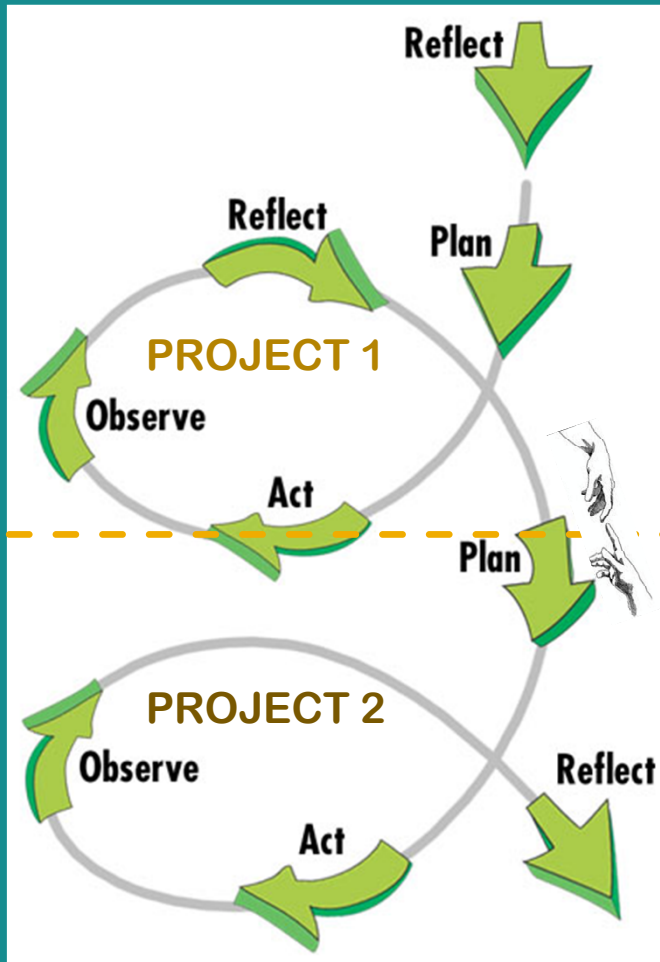 Reflect
Plan
Reflect
PROJECT 1
Observe
Act
Plan
PROJECT 2
Observe
Reflect
Act